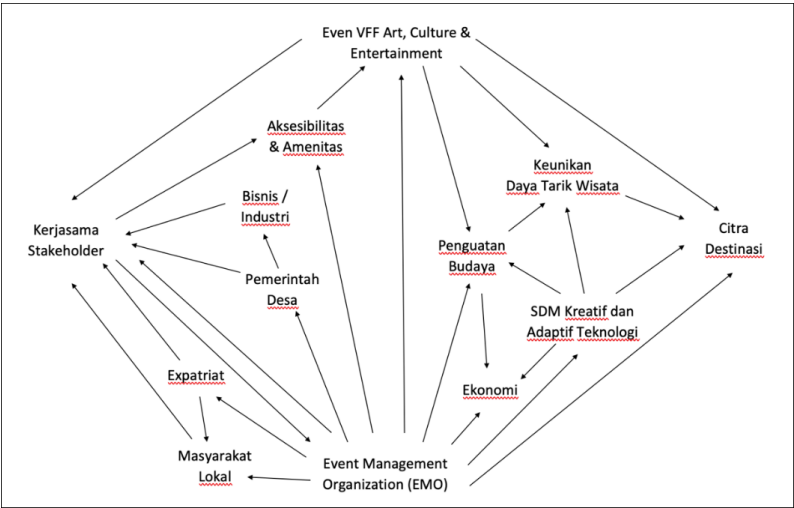 Even VFF Art, Culture &
Entertainment
Aksesibilitas
& Amenitas
Keunikan
Daya Tarik Wisata
Bisnis /
Industri
Kerjasama
Stakeholder
Citra
Destinasi
Penguatan
Budaya
Pemerintah
Desa
SDM Kreatif dan
Adaptif Teknologi
Expatriat
Ekonomi
Masyarakat
Lokal
Event Management
Organization (EMO)